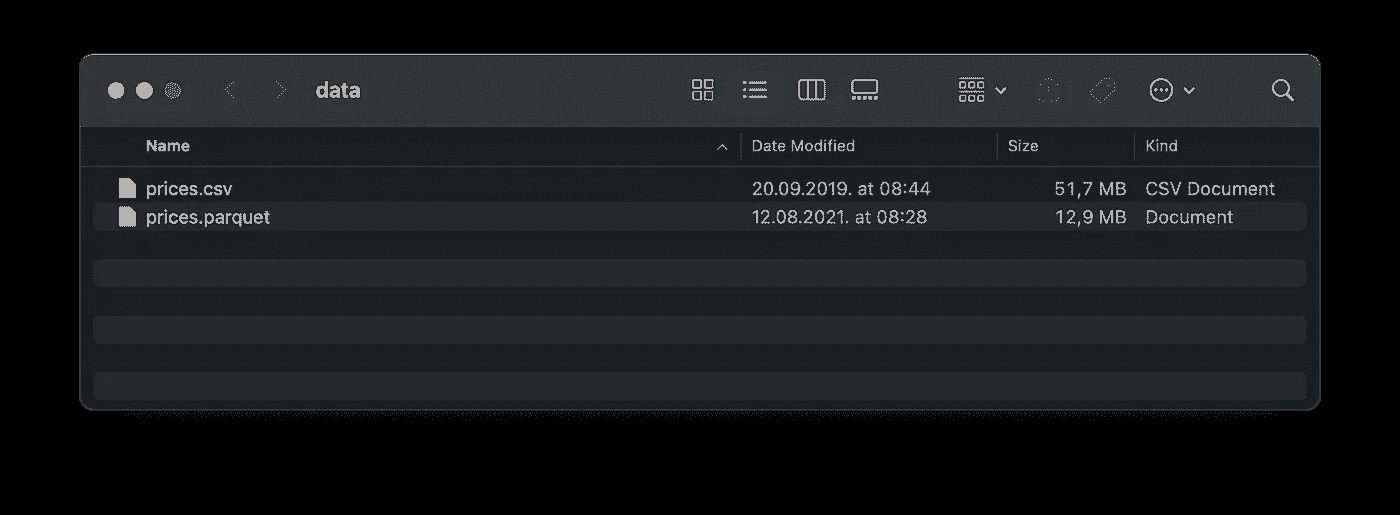 data
Name Date Modified Size Kind
prices.csv 20.09.2019. at 08:44 51,7 MB CSV Document
prices.parquet 12.08.2021. at 08:28 12,9 MB Document